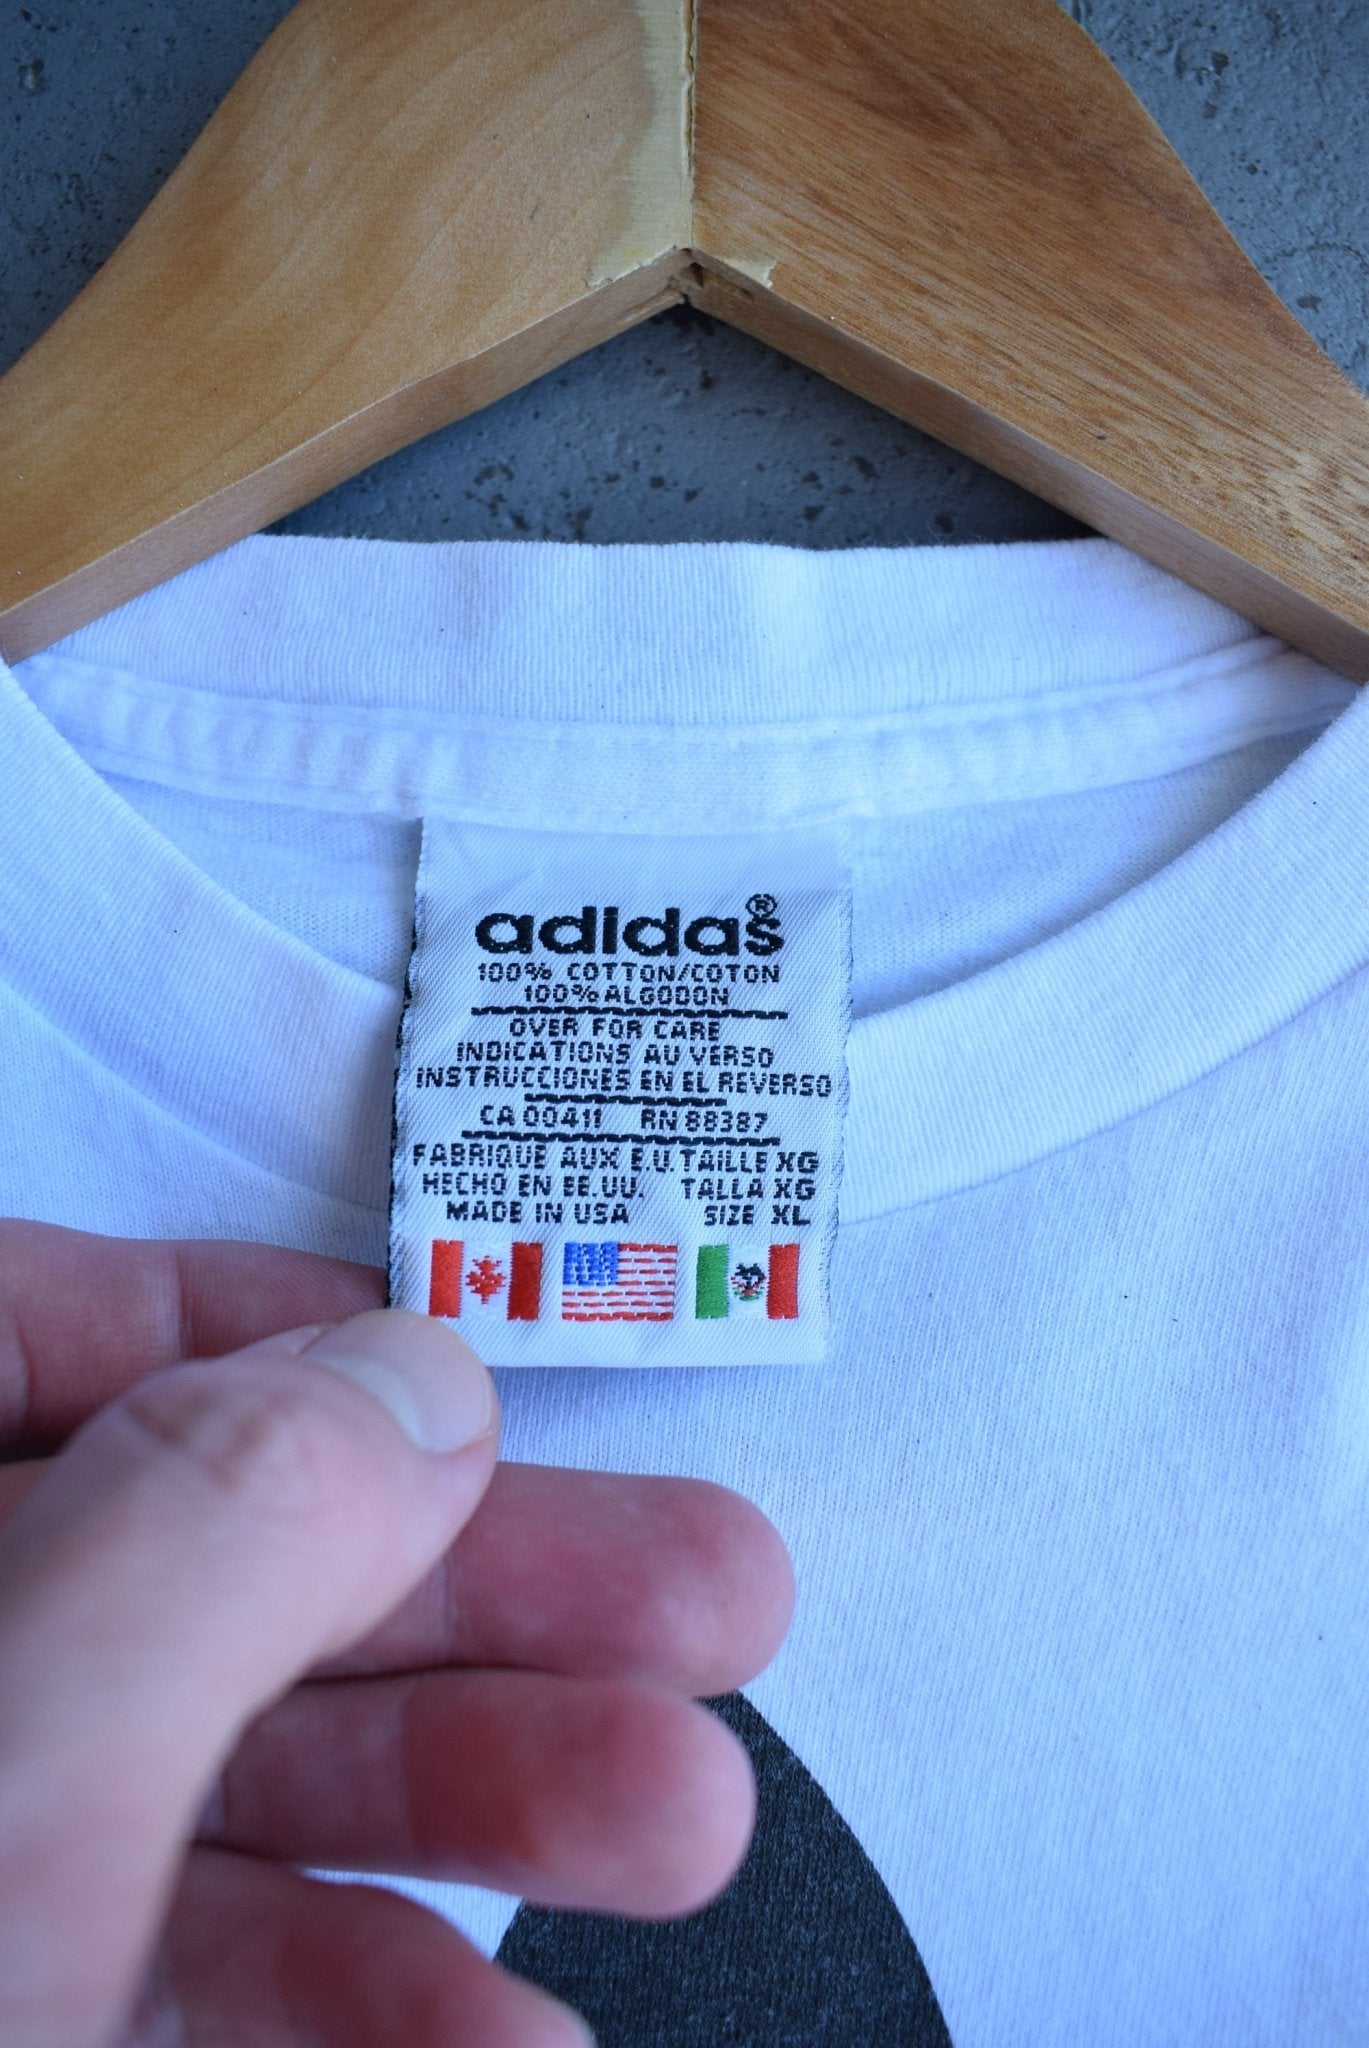 adidas®
100% COTTON/COTON
100% ALGODON
OVER FOR CARE
INDICATIONS AU VERSO
INSTRUCCIONES EN EL REVERSO
CA 00411 RN 88387
FABRIQUE AUX E.U. TAILLE XG
HECHO EN EE.UU. TALLA XG
MADE IN USA SIZE XL